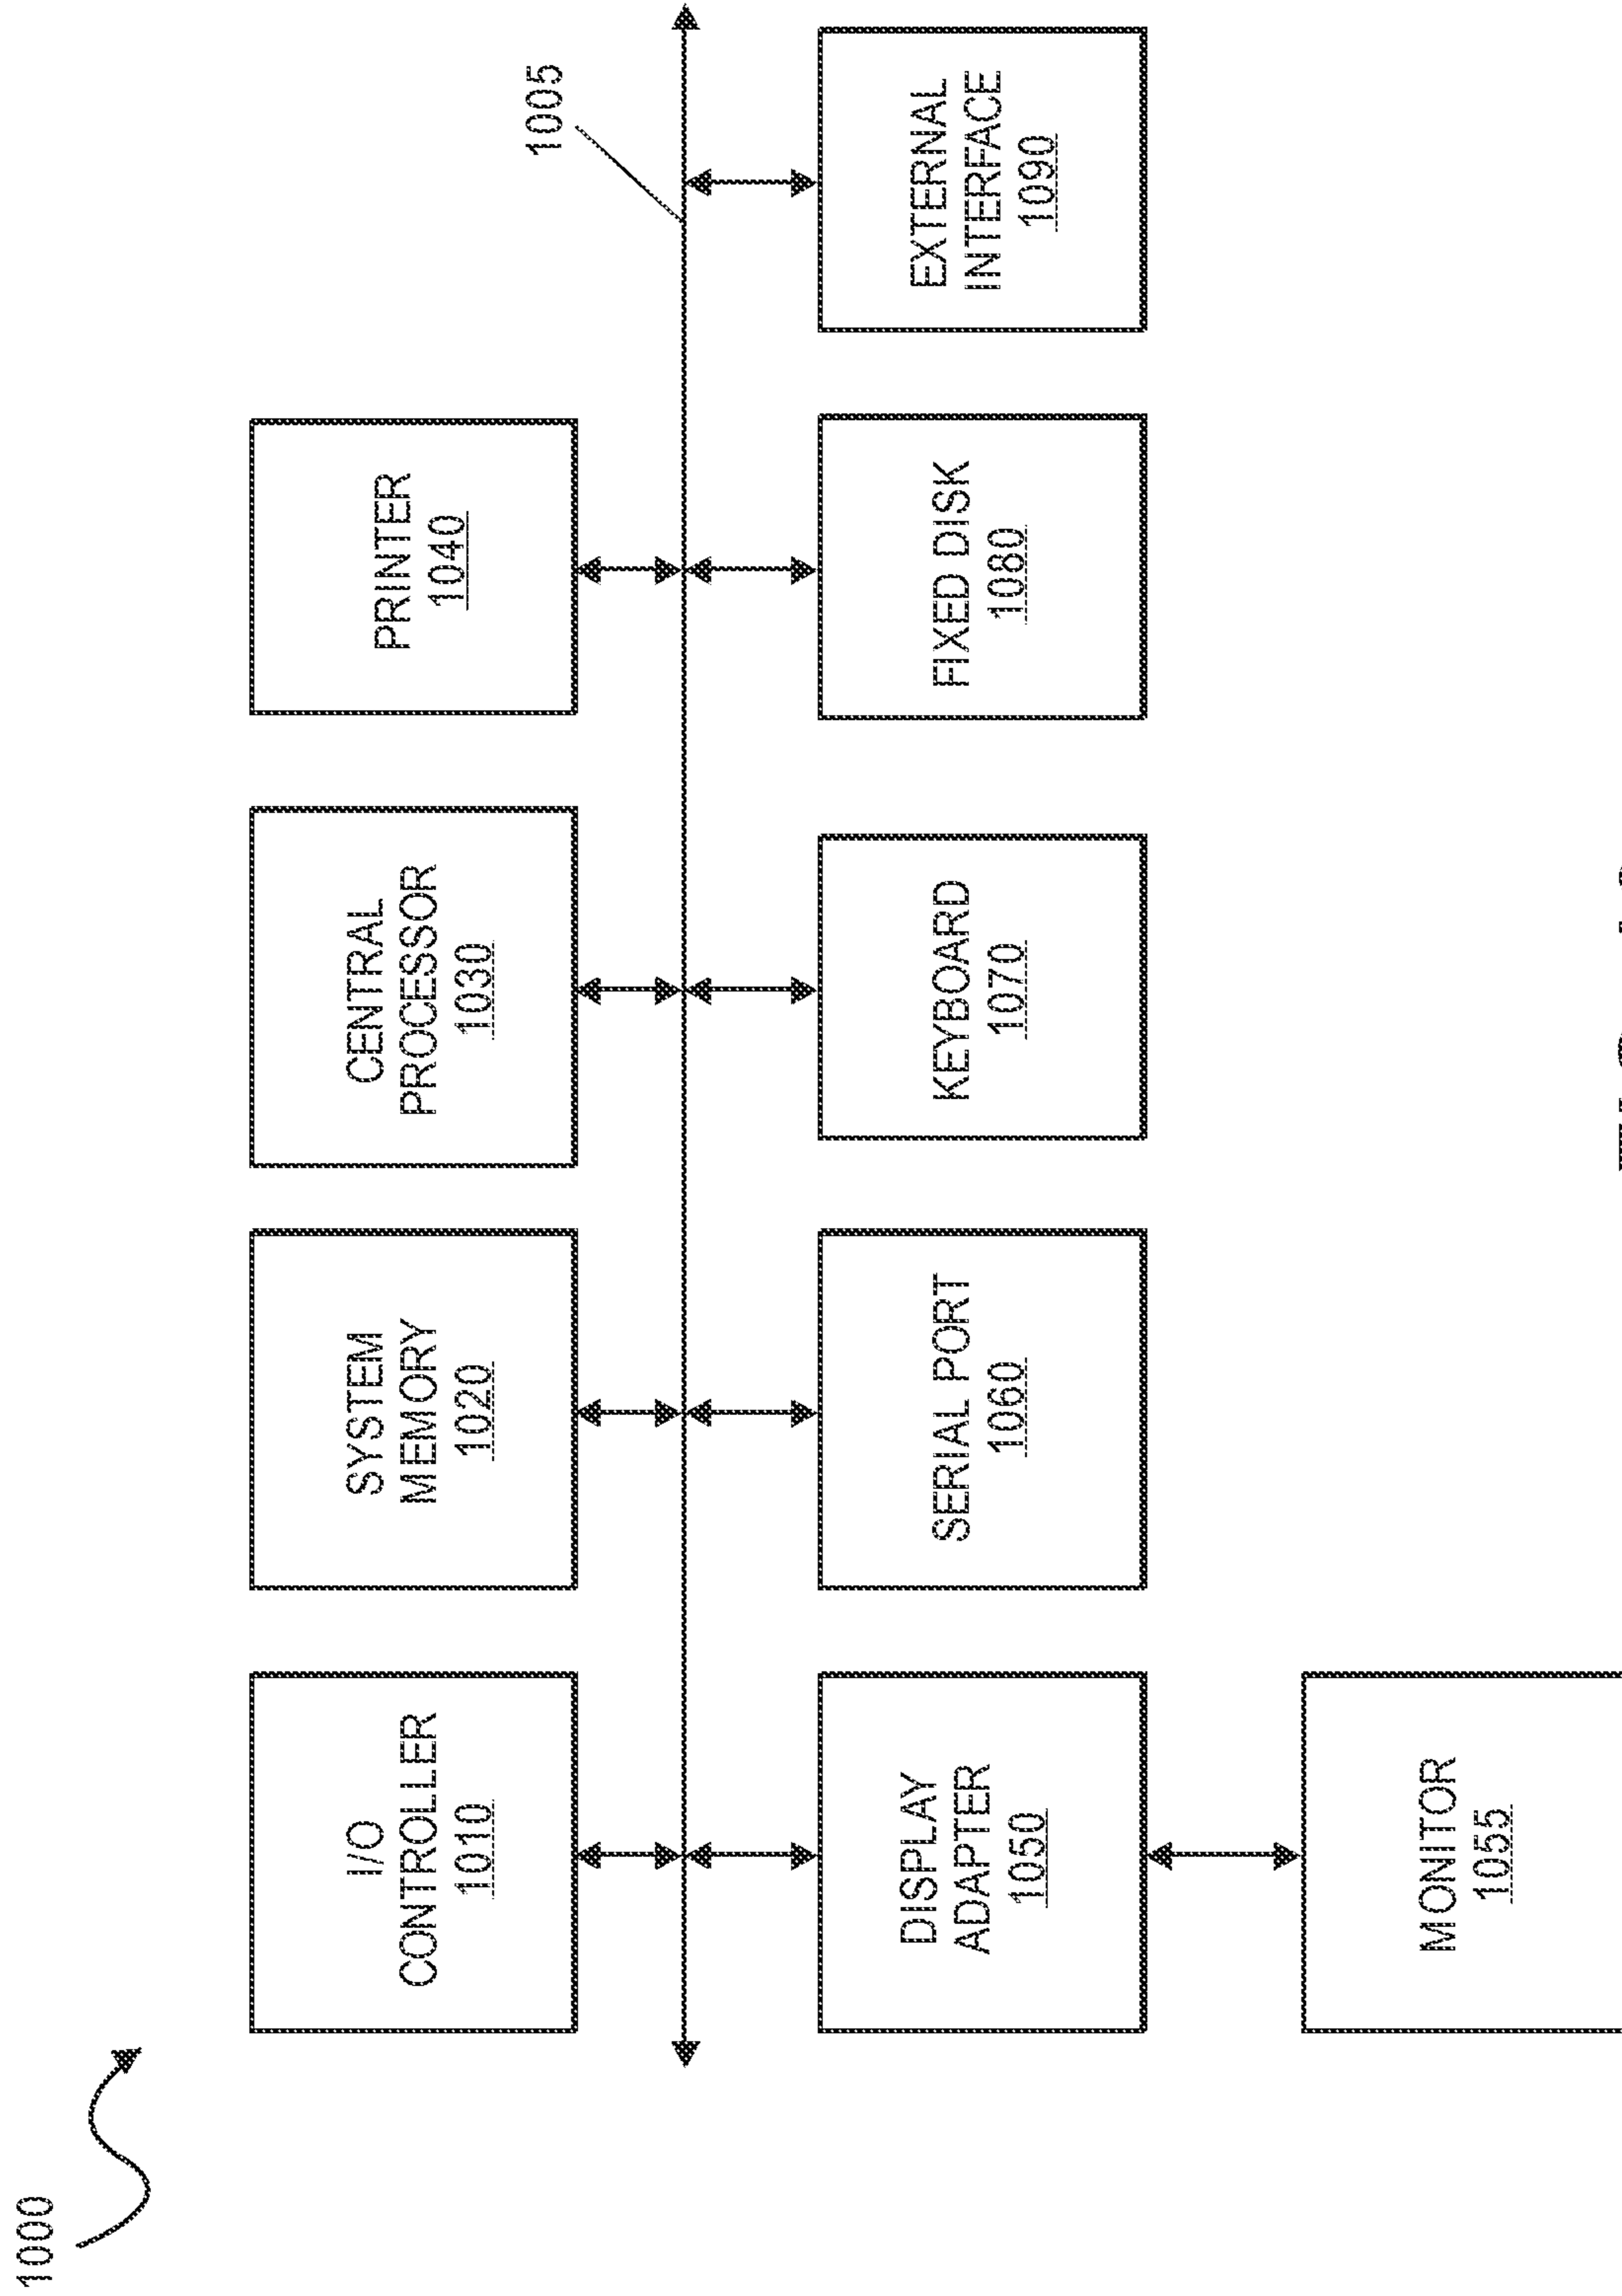 1000
I/O
CONTROLLER
1010
SYSTEM
MEMORY
1020
CENTRAL
PROCESSOR
1030
PRINTER
1040
1005
DISPLAY
ADAPTER
1050
SERIAL PORT
1060
KEYBOARD
1070
FIXED DISK
1080
EXTERNAL
INTERFACE
1090
MONITOR
1055